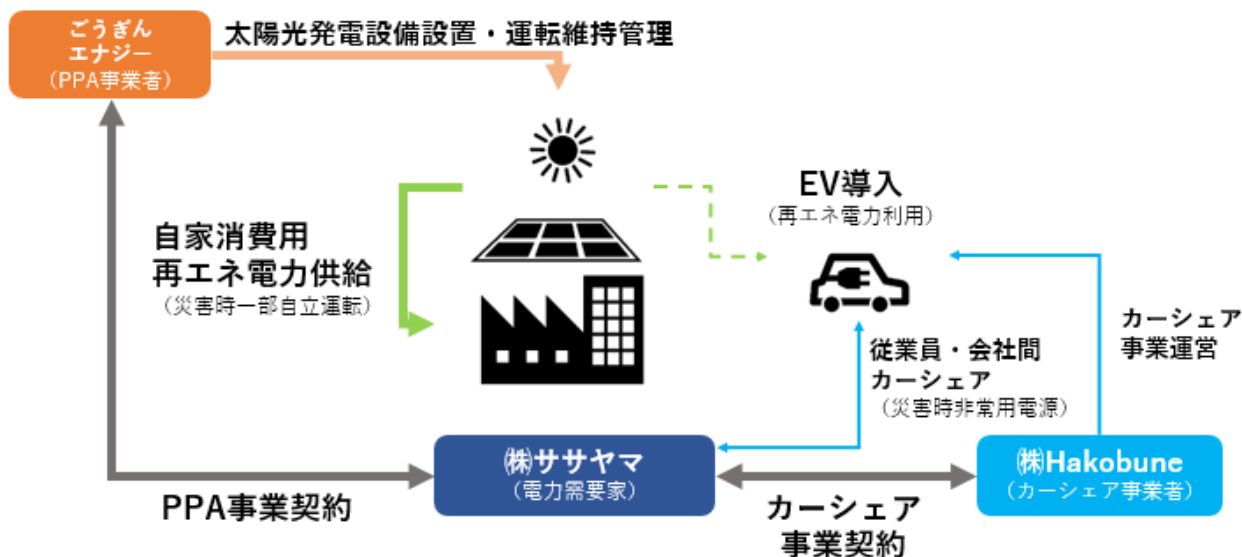 ごうぎん
エナジー
（PPA事業者）
太陽光発電設備設置・運転維持管理
自家消費用
再エネ電力供給
（災害時一部自立運転）
EV導入
（再エネ電力利用）
カーシェア
事業運営
従業員・会社間
カーシェア
（災害時非常用電源）
㈱ササヤマ
（電力需要家）
㈱Hakobune
（カーシェア事業者）
PPA事業契約
カーシェア
事業契約